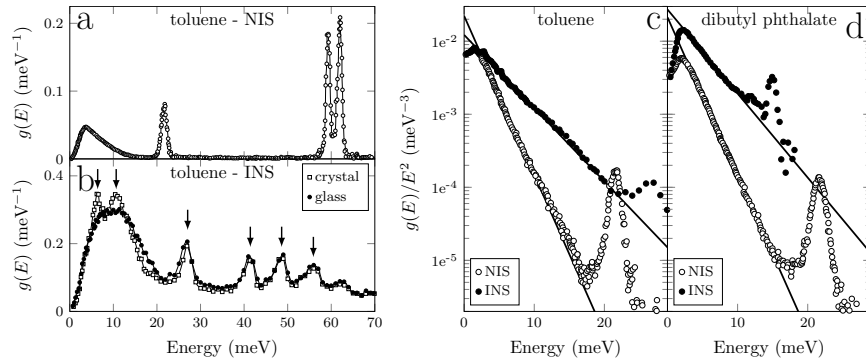 a
toluene - NIS
g(E) (meV⁻¹)
0.2
0.1
0
b
toluene - INS
crystal
glass
g(E) (meV⁻¹)
0.4
0.2
0
0 10 20 30 40 50 60 70
Energy (meV)
toluene
c
g(E)/E² (meV⁻³)
1e-2
1e-3
1e-4
1e-5
NIS
INS
0 10 20
Energy (meV)
dibutyl phthalate
d
NIS
INS
0 10 20
Energy (meV)